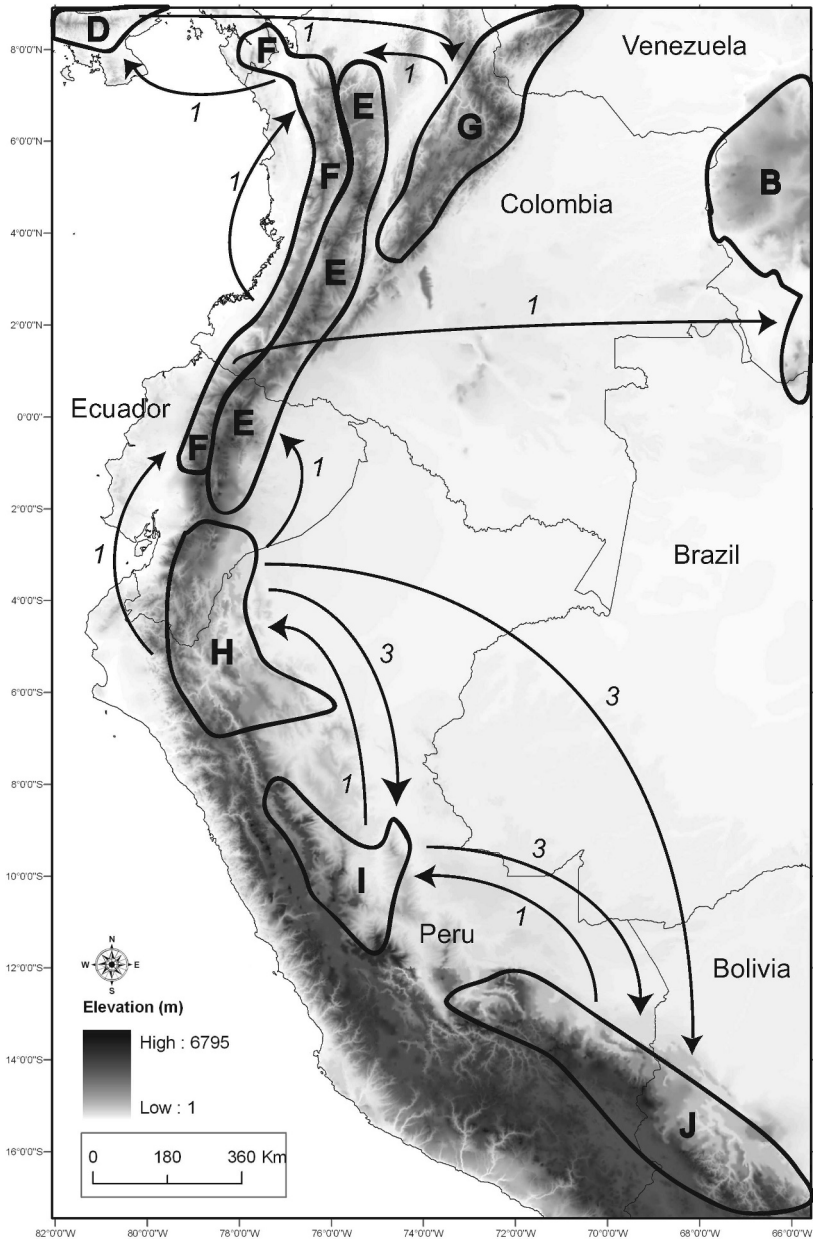 8°0'0"N
6°0'0"N
4°0'0"N
2°0'0"N
0°0'0"
2°0'0"S
4°0'0"S
6°0'0"S
8°0'0"S
10°0'0"S
12°0'0"S
14°0'0"S
16°0'0"S
D
F
1
Venezuela
1
1
E
G
B
1
F
Colombia
E
1
Ecuador
E
F
1
1
Brazil
H
3
3
1
3
I
1
Peru
Bolivia
N
W E
S
Elevation (m)
High : 6795
Low : 1
J
0 180 360 Km
82°0'0"W 80°0'0"W 78°0'0"W 76°0'0"W 74°0'0"W 72°0'0"W 70°0'0"W 68°0'0"W 66°0'0"W